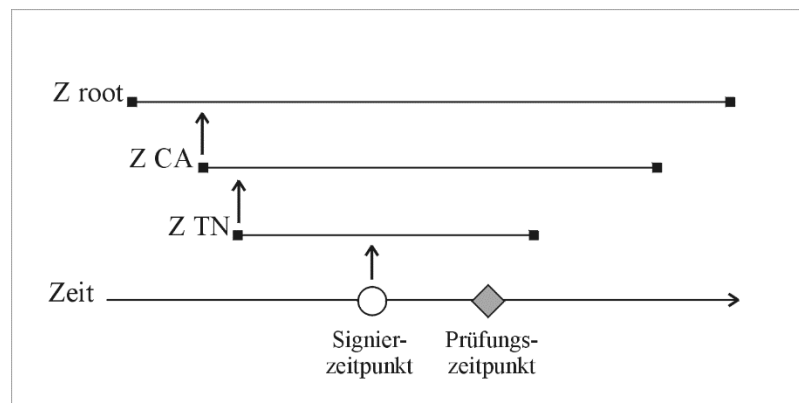 Z root
Z CA
Z TN
Zeit
Signier-
zeitpunkt
Prüfungs-
zeitpunkt